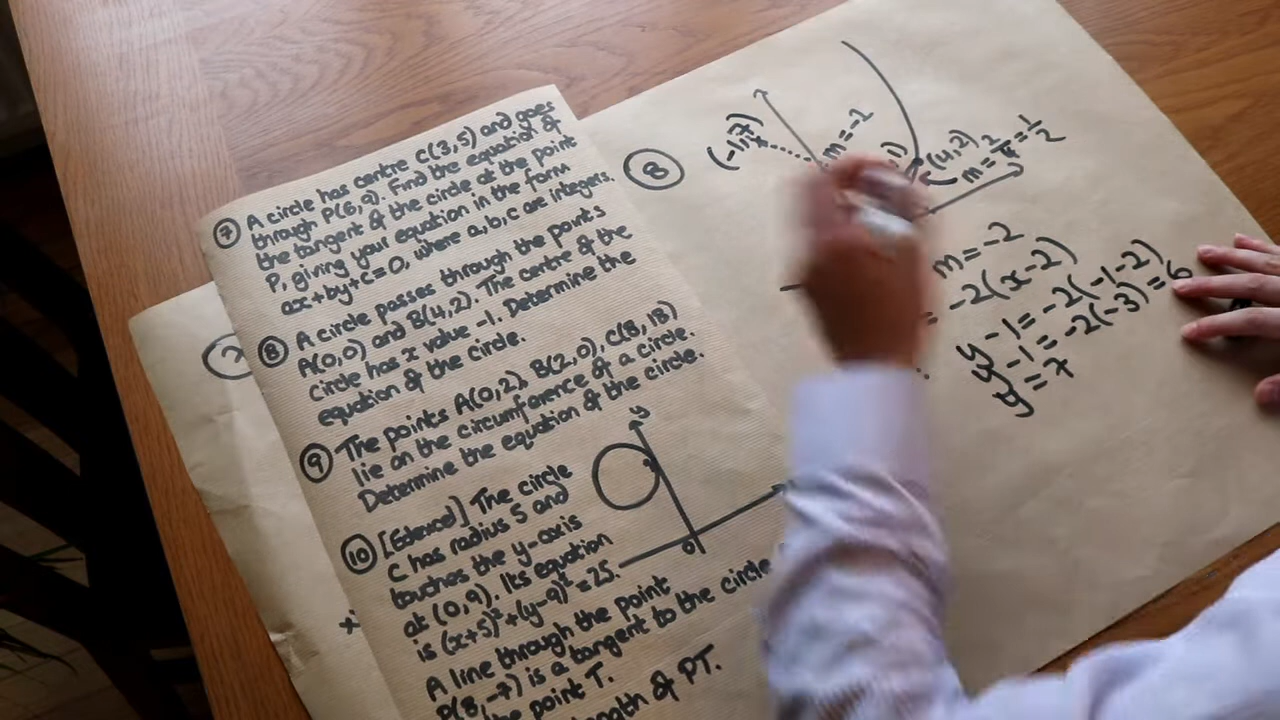 ⑦ A circle has centre C(3,5) and goes
through P(6,9). Find the equation of
the tangent of the circle at the point
P, giving your equation in the form
ax+by+c=0, where a,b,c are integers.
⑧ A circle passes through the points
A(0,0) and B(4,2). The centre of the
circle has x value -1. Determine the
equation of the circle.
⑨ The points A(0,2), B(2,0), C(8,18)
lie on the circumference of a circle.
Determine the equation of the circle.
⑩ [Edexcel] The circle
C has radius 5 and
touches the y-axis
at (0,9). Its equation
is (x+5)²+(y-9)²=25.
A line through the point
P(8,-7) is a tangent to the circle
the point T.
length of PT.
y
0
7
x
⑧
(-1,7)
m=-2
(4,2)
m=2/4=1/2
m=-2
=-2(x-2)
y-1=-2(-1-2)
y-1=-2(-3)=6
y=7